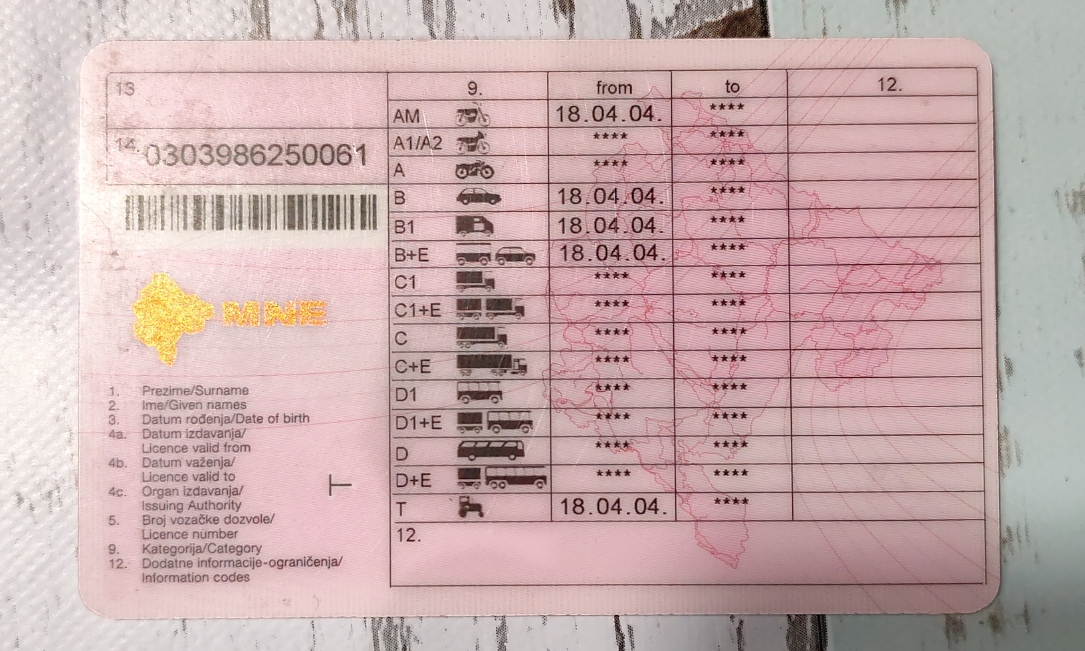 13
14. 0303986250061
MNE
1. Prezime/Surname
2. Ime/Given names
3. Datum rođenja/Date of birth
4a. Datum izdavanja/
Licence valid from
4b. Datum važenja/
Licence valid to
4c. Organ izdavanja/
Issuing Authority
5. Broj vozačke dozvole/
Licence number
9. Kategorija/Category
12. Dodatne informacije-ograničenja/
Information codes
9. from to 12.
AM 18.04.04. ****
A1/A2 **** ****
A **** ****
B 18.04.04. ****
B1 18.04.04. ****
B+E 18.04.04. ****
C1 **** ****
C1+E **** ****
C **** ****
C+E **** ****
D1 **** ****
D1+E **** ****
D **** ****
D+E **** ****
T 18.04.04. ****
12.